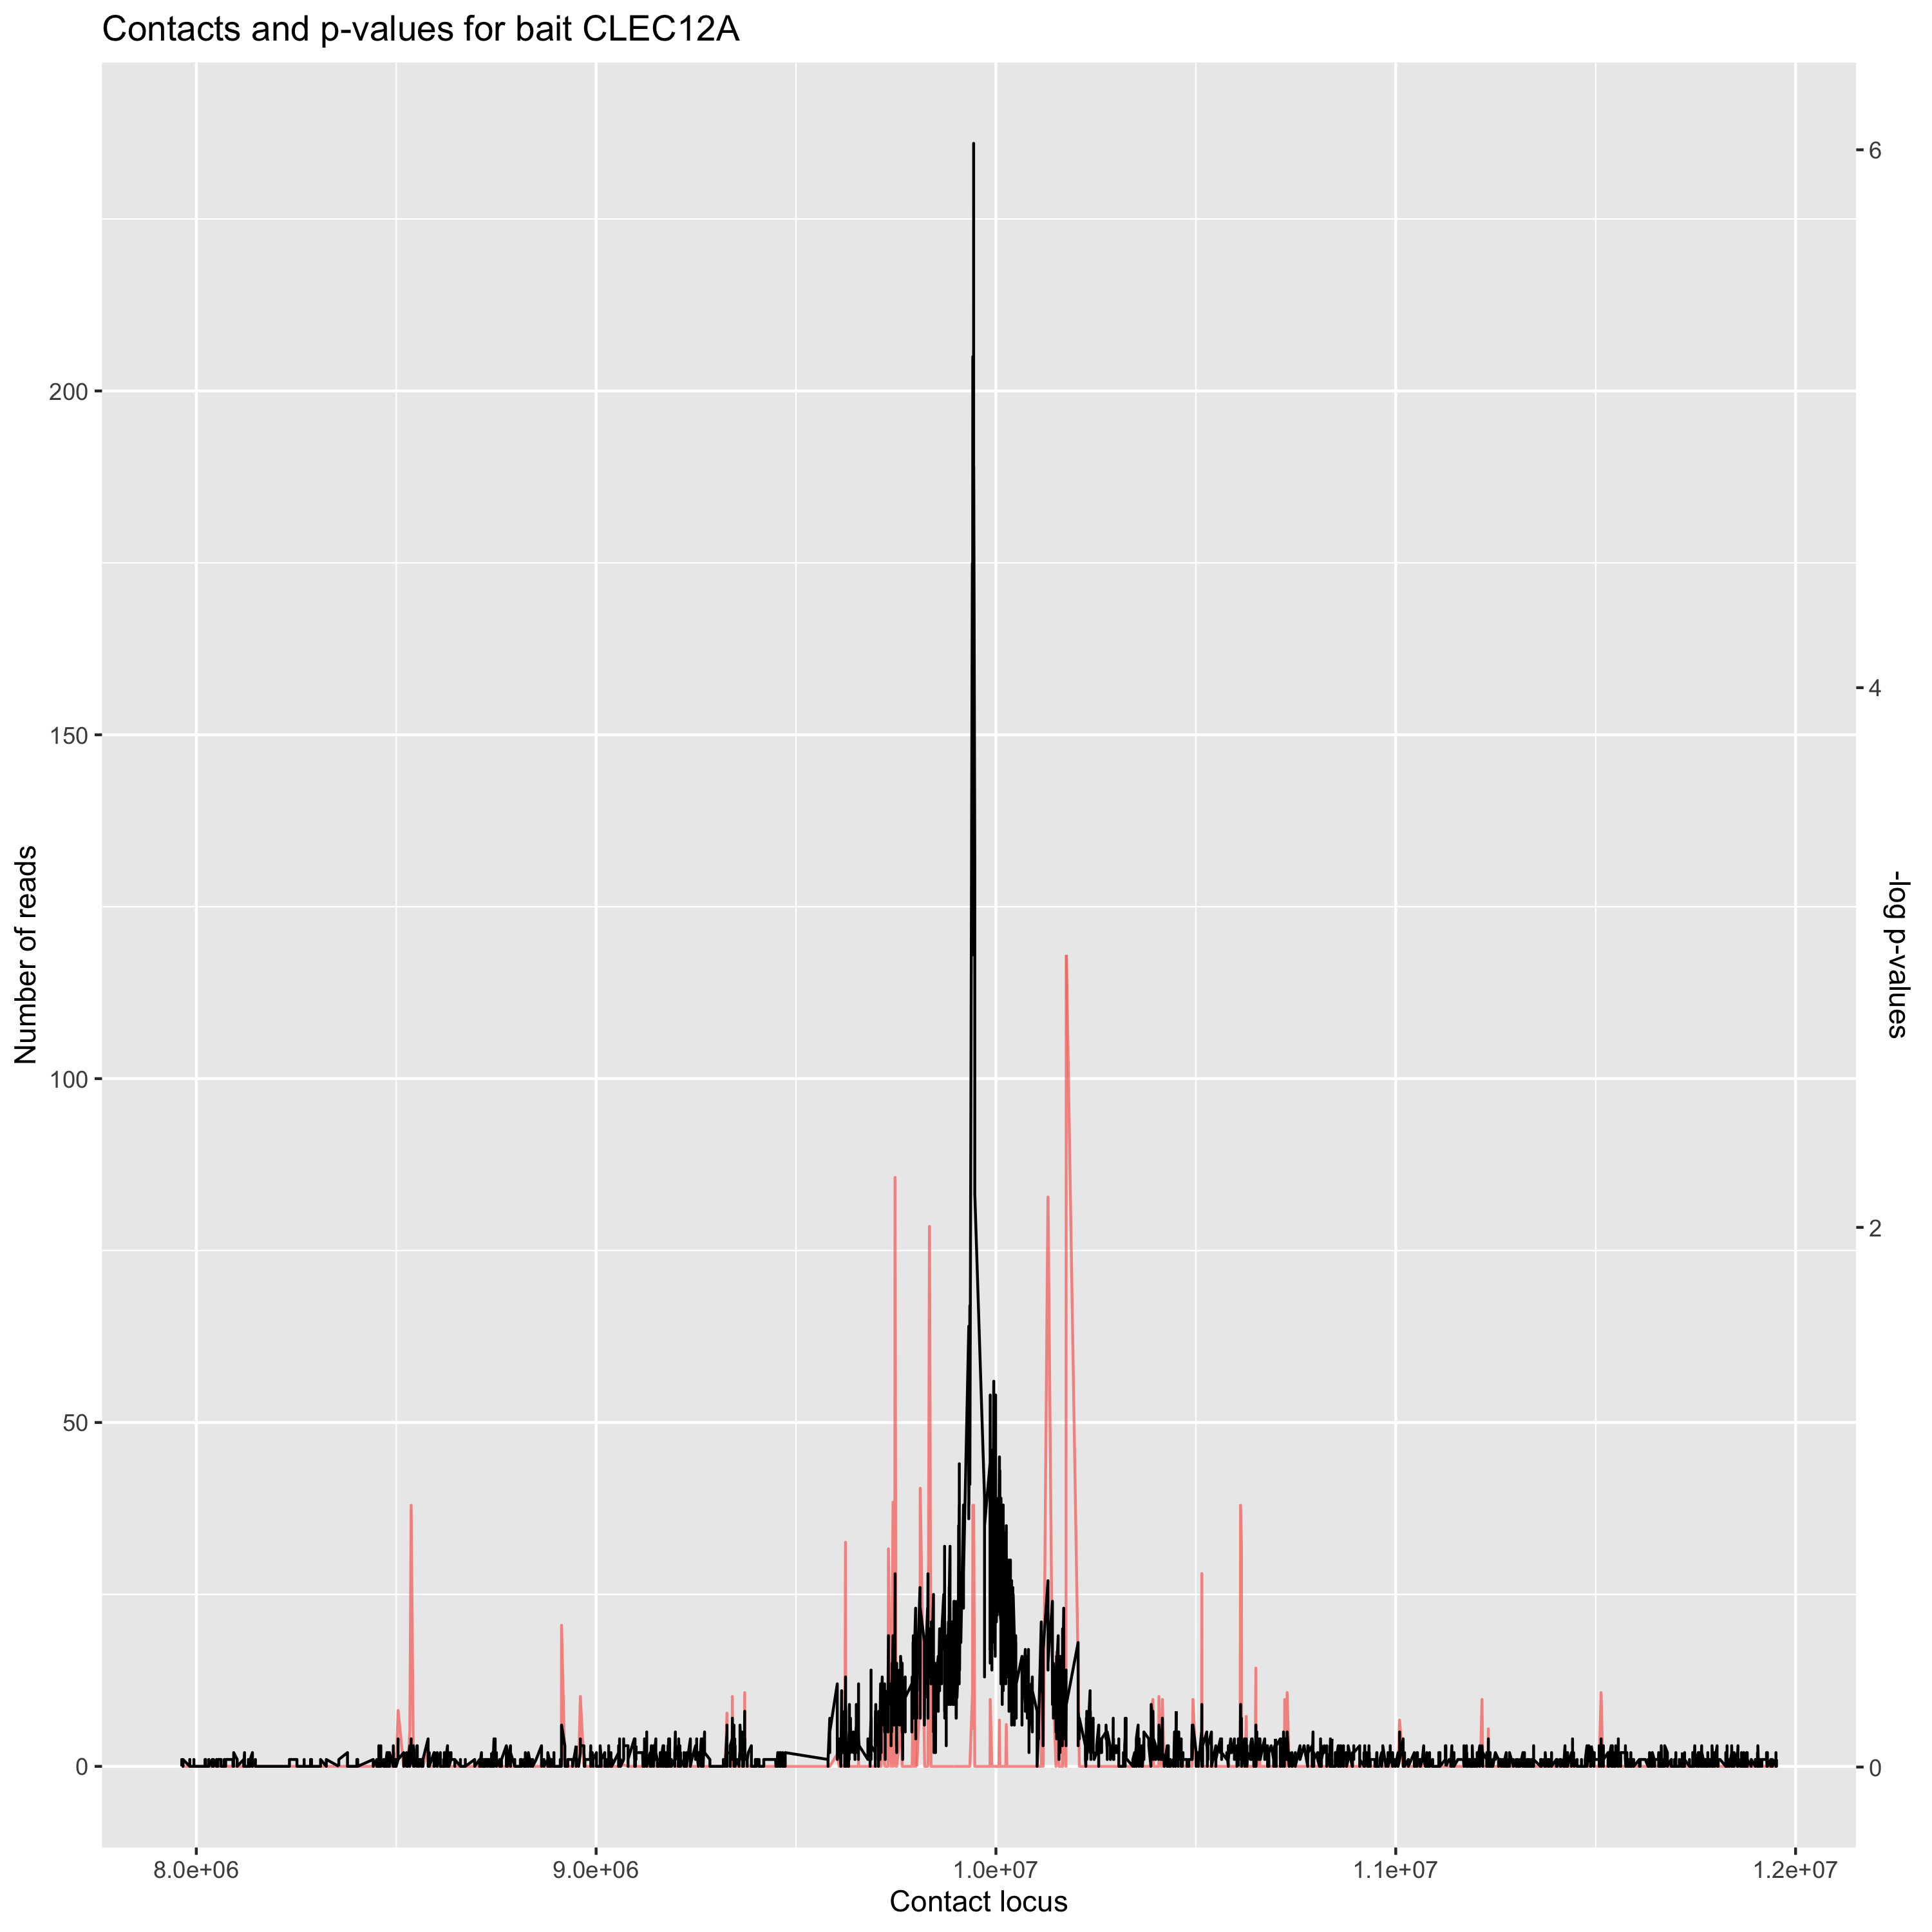 Contacts and p-values for bait CLEC12A
Number of reads
200
150
100
50
0
6
4
2
0
-log p-values
8.0e+06 9.0e+06 1.0e+07 1.1e+07 1.2e+07
Contact locus